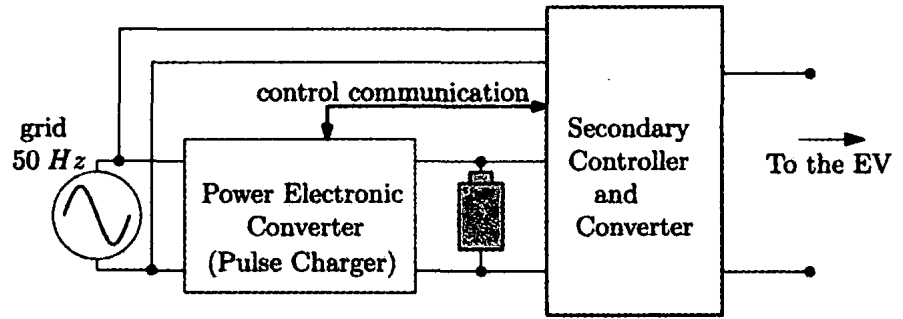 control communication
grid
50 Hz
Power Electronic
Converter
(Pulse Charger)
Secondary
Controller
and
Converter
To the EV